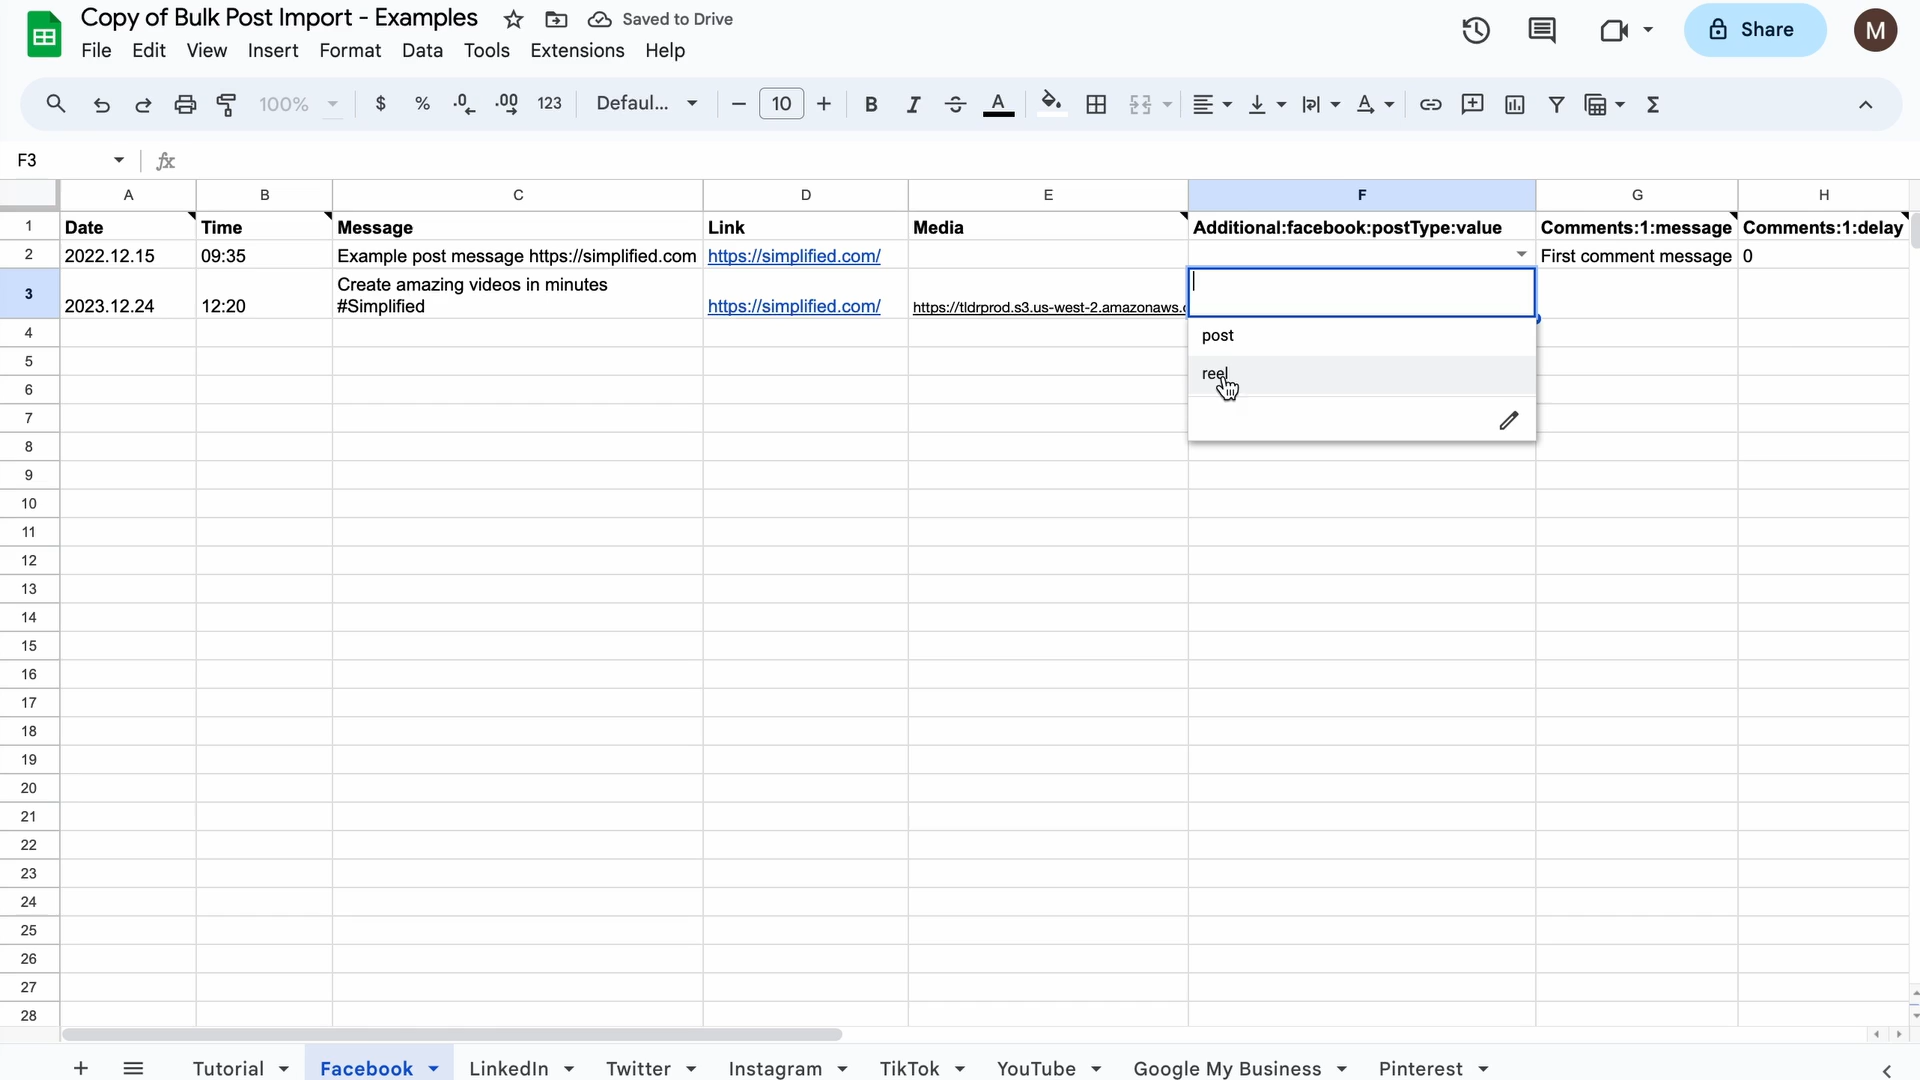 Copy of Bulk Post Import - Examples Saved to Drive
File Edit View Insert Format Data Tools Extensions Help
Share
M
100% $ % .0 .00 123 Defaul... 10 B I A
F3 fx
A B C D E F G H
1 Date Time Message Link Media Additional:facebook:postType:value Comments:1:message Comments:1:delay
2 2022.12.15 09:35 Example post message https://simplified.com https://simplified.com/ First comment message 0
Create amazing videos in minutes
3 2023.12.24 12:20 #Simplified https://simplified.com/ https://tldrprod.s3.us-west-2.amazonaws.
post
reel
4
5
6
7
8
9
10
11
12
13
14
15
16
17
18
19
20
21
22
23
24
25
26
27
28
Tutorial Facebook LinkedIn Twitter Instagram TikTok YouTube Google My Business Pinterest